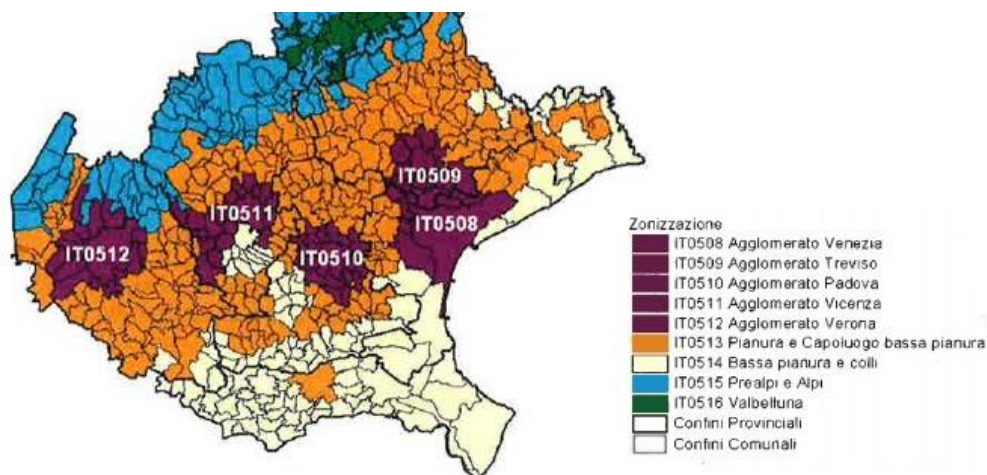 IT0509
IT0511
IT0508
IT0512
IT0510
Zonizzazione
IT0508 Agglomerato Venezia
IT0509 Agglomerato Treviso
IT0510 Agglomerato Padova
IT0511 Agglomerato Vicenza
IT0512 Agglomerato Verona
IT0513 Pianura e Capoluogo bassa pianura
IT0514 Bassa pianura e colli
IT0515 Prealpi e Alpi
IT0516 Valbelluna
Confini Provinciali
Confini Comunali